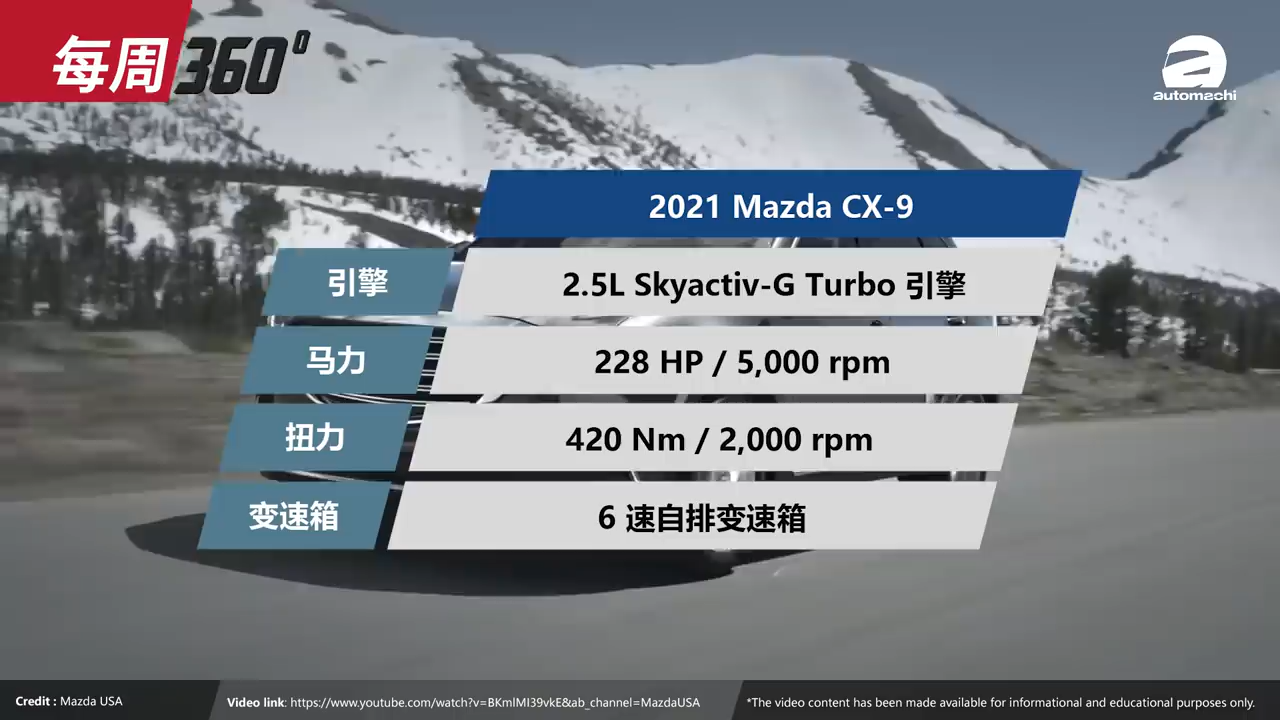 每周360°
automachi
2021 Mazda CX-9
引擎 2.5L Skyactiv-G Turbo 引擎
马力 228 HP / 5,000 rpm
扭力 420 Nm / 2,000 rpm
变速箱 6 速自排变速箱
Credit : Mazda USA
Video link: https://www.youtube.com/watch?v=BKmlMI39vkE&ab_channel=MazdaUSA
*The video content has been made available for informational and educational purposes only.